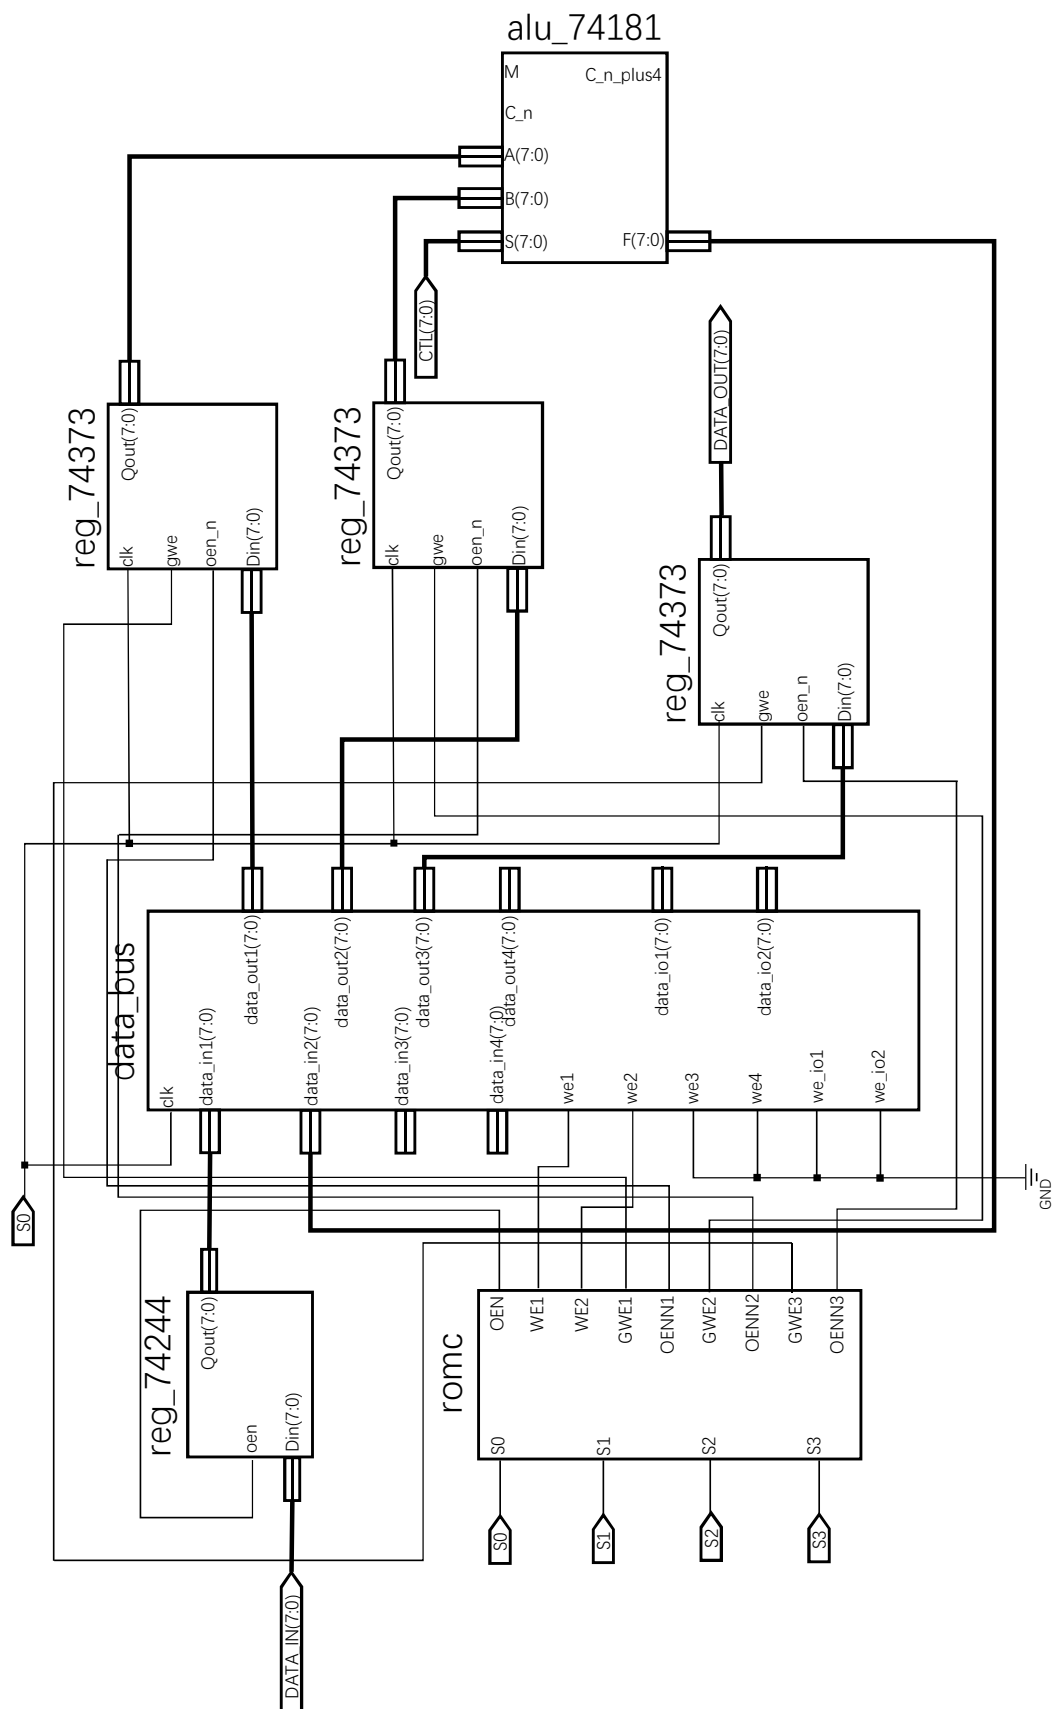 alu_74181
M
C_n_plus4
C_n
A(7:0)
B(7:0)
S(7:0)
F(7:0)
CTL(7:0)
DATA_OUT(7:0)
reg_74373
Qout(7:0)
clk
gwe
oen_n
Din(7:0)
reg_74373
Qout(7:0)
clk
gwe
oen_n
Din(7:0)
reg_74373
Qout(7:0)
clk
gwe
oen_n
Din(7:0)
data_bus
data_out1(7:0)
data_out2(7:0)
data_out3(7:0)
data_out4(7:0)
data_io1(7:0)
data_io2(7:0)
clk
data_in1(7:0)
data_in2(7:0)
data_in3(7:0)
data_in4(7:0)
we1
we2
we3
we4
we_io1
we_io2
S0
GND
reg_74244
Qout(7:0)
oen
Din(7:0)
romc
OEN
WE1
WE2
GWE1
OENN1
GWE2
OENN2
GWE3
OENN3
S0
S1
S2
S3
S0
S1
S2
S3
DATA_IN(7:0)